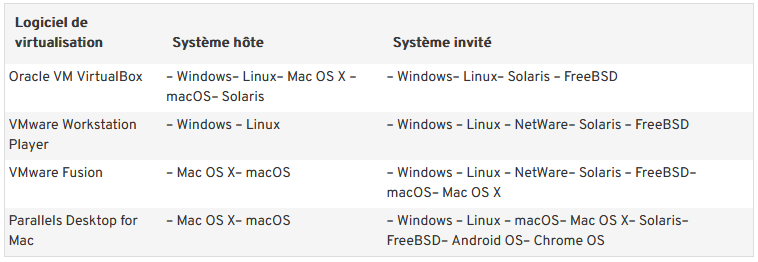 Logiciel de
virtualisation Système hôte Système invité
Oracle VM VirtualBox – Windows– Linux– Mac OS X – – Windows– Linux– Solaris – FreeBSD
macOS– Solaris
VMware Workstation – Windows – Linux – Windows – Linux – NetWare– Solaris – FreeBSD
Player
VMware Fusion – Mac OS X– macOS – Windows – Linux – NetWare– Solaris – FreeBSD–
macOS– Mac OS X
Parallels Desktop for – Mac OS X– macOS – Windows – Linux – macOS– Mac OS X– Solaris–
Mac FreeBSD– Android OS– Chrome OS